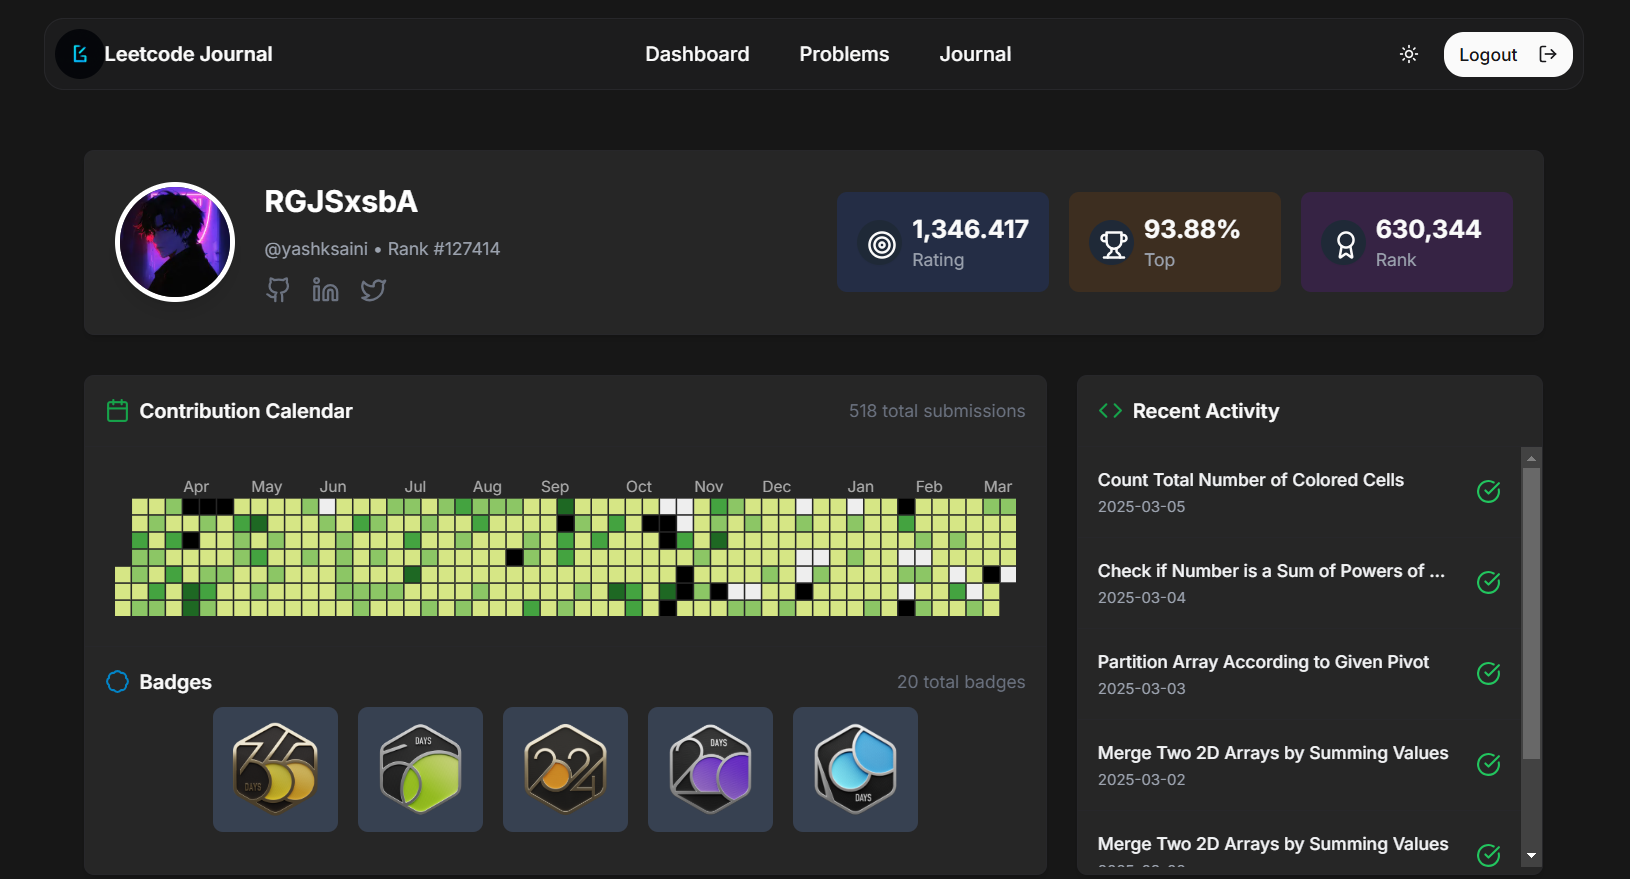 Leetcode Journal
Dashboard
Problems
Journal
Logout
RGJSxsbA
@yashksaini • Rank #127414
1,346.417
Rating
93.88%
Top
630,344
Rank
Contribution Calendar
518 total submissions
Apr May Jun Jul Aug Sep Oct Nov Dec Jan Feb Mar
Badges
20 total badges
DAYS
DAYS
2024
DAYS
DAYS
Recent Activity
Count Total Number of Colored Cells
2025-03-05
Check if Number is a Sum of Powers of ...
2025-03-04
Partition Array According to Given Pivot
2025-03-03
Merge Two 2D Arrays by Summing Values
2025-03-02
Merge Two 2D Arrays by Summing Values